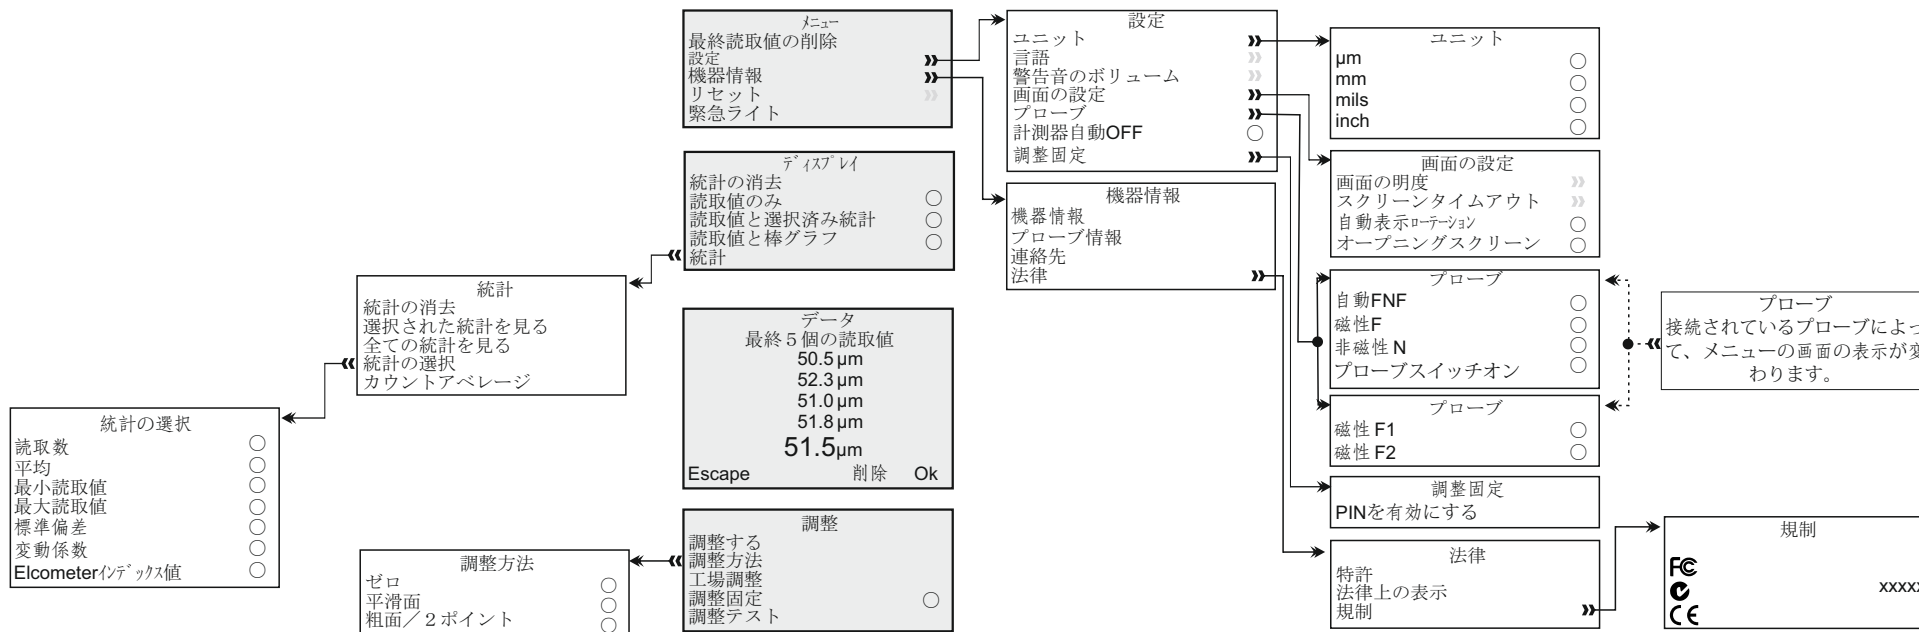 メニュー
最終読取値の削除
設定
機器情報
リセット
緊急ライト
ディスプレイ
統計の消去
読取値のみ
読取値と選択済み統計
読取値と棒グラフ
統計
統計
統計の消去
選択された統計を見る
全ての統計を見る
統計の選択
カウントアベレージ
統計の選択
読取数
平均
最小読取値
最大読取値
標準偏差
変動係数
Elcometerインデックス値
データ
最終５個の読取値
50.5 µm
52.3 µm
51.0 µm
51.8 µm
51.5µm
Escape 削除 Ok
調整
調整する
調整方法
工場調整
調整固定
調整テスト
調整方法
ゼロ
平滑面
粗面／２ポイント
設定
ユニット
言語
警告音のボリューム
画面の設定
プローブ
計測器自動OFF
調整固定
機器情報
機器情報
プローブ情報
連絡先
法律
ユニット
µm
mm
mils
inch
画面の設定
画面の明度
スクリーンタイムアウト
自動表示ローテーション
オープニングスクリーン
プローブ
自動FNF
磁性F
非磁性 N
プローブスイッチオン
プローブ
磁性 F1
磁性 F2
プローブ
接続されているプローブによっ
て、メニューの画面の表示が変
わります。
調整固定
PINを有効にする
法律
特許
法律上の表示
規制
規制
FC
xxxxx
CE